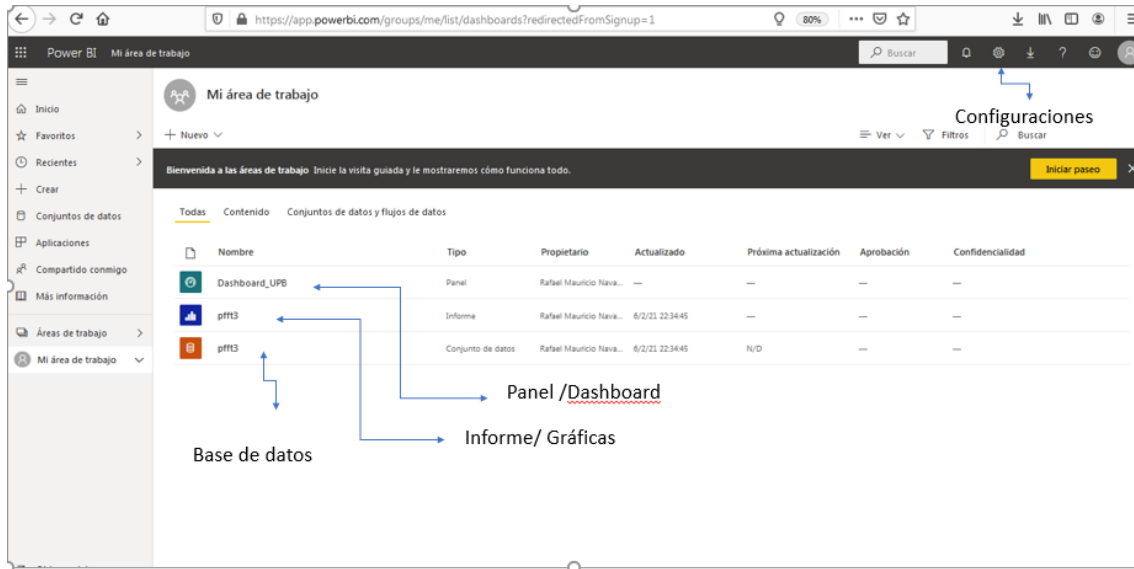 https://app.powerbi.com/groups/me/list/dashboards?redirectedFromSignup=1
80%
Power BI Mi área de trabajo
Buscar
Mi área de trabajo
Configuraciones
Inicio
Favoritos
Recientes
Crear
Conjuntos de datos
Aplicaciones
Compartido conmigo
Más información
Áreas de trabajo
Mi área de trabajo
Nuevo
Ver
Filtros
Buscar
Bienvenida a las áreas de trabajo Inicie la visita guiada y le mostraremos cómo funciona todo.
Iniciar paseo
Todas Contenido Conjuntos de datos y flujos de datos
Nombre Tipo Propietario Actualizado Próxima actualización Aprobación Confidencialidad
Dashboard_UPB Panel Rafael Mauricio Nava... — — — —
pfft3 Informe Rafael Mauricio Nava... 6/2/21 22:34:45 — — —
pfft3 Conjunto de datos Rafael Mauricio Nava... 6/2/21 22:34:45 N/D — —
Panel /Dashboard
Informe/ Gráficas
Base de datos